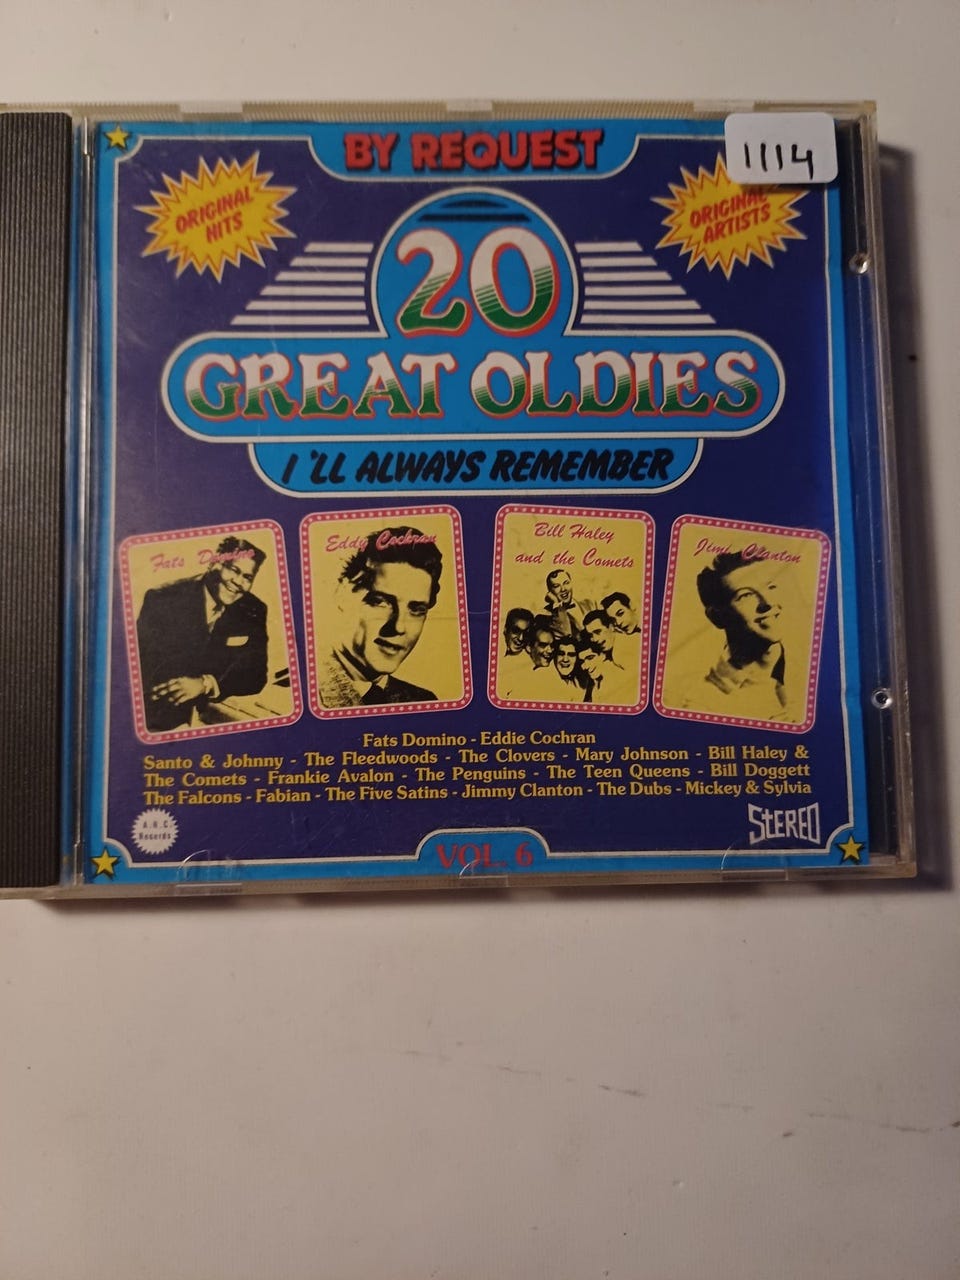 BY REQUEST
1114
ORIGINAL
HITS
ORIGINAL
ARTISTS
20
GREAT OLDIES
I'LL ALWAYS REMEMBER
Fats Domino
Eddy Cochran
Bill Haley
and the Comets
Jimi Clanton
Fats Domino - Eddie Cochran
Santo & Johnny - The Fleedwoods - The Clovers - Mary Johnson - Bill Haley &
The Comets - Frankie Avalon - The Penguins - The Teen Queens - Bill Doggett
The Falcons - Fabian - The Five Satins - Jimmy Clanton - The Dubs - Mickey & Sylvia
A.R.C.
Records
STEREO
VOL. 6